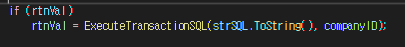 if (rtnVal)
    rtnVal = ExecuteTransactionSQL(strSQL.ToString(), companyID);